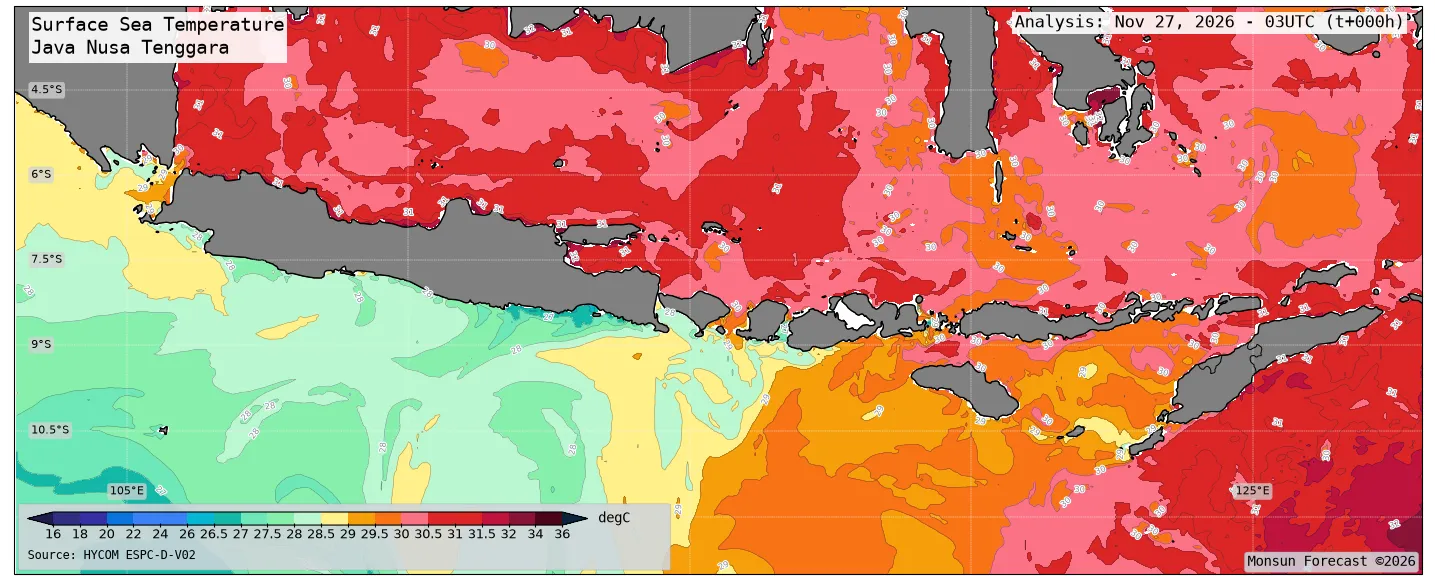 Surface Sea Temperature
Java Nusa Tenggara
Analysis: Nov 27, 2026 - 03UTC (t+000h)
4.5°S
6°S
7.5°S
9°S
10.5°S
105°E
125°E
16 18 20 22 24 26 26.5 27 27.5 28 28.5 29 29.5 30 30.5 31 31.5 32 34 36
degC
Source: HYCOM ESPC-D-V02
Monsun Forecast ©2026